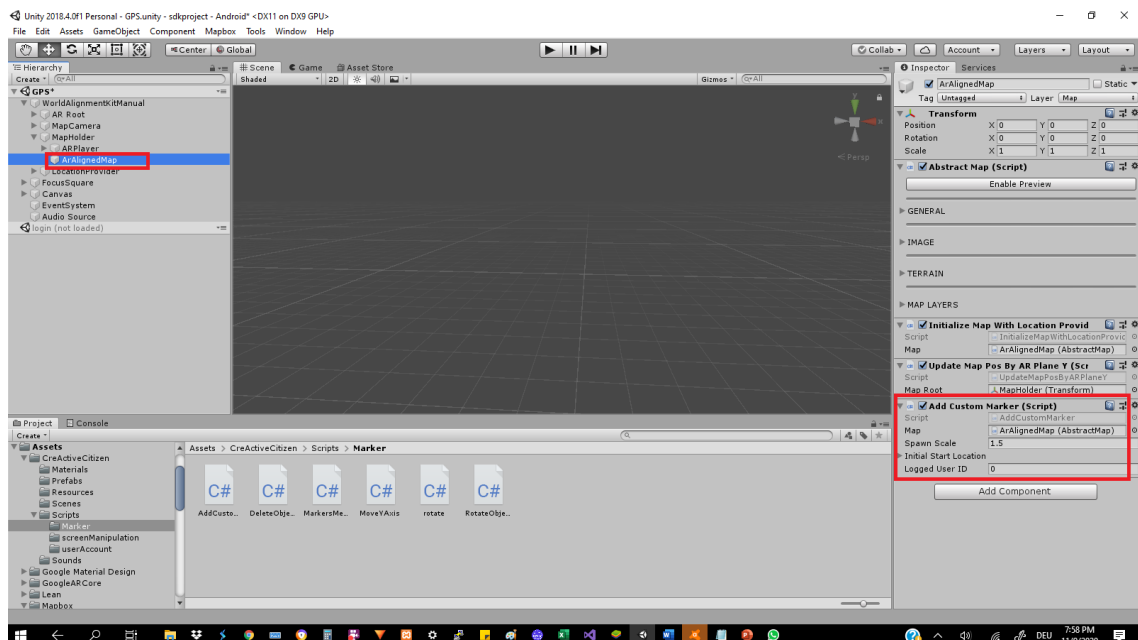 Unity 2018.4.0f1 Personal - GPS.unity - sdkproject - Android* <DX11 on DX9 GPU>
File Edit Assets GameObject Component Mapbox Tools Window Help
Center Global Collab Account Layers Layout
Hierarchy
Create All
GPS*
WorldAlignmentKitManual
AR Root
MapCamera
MapHolder
ARPlayer
ArAlignedMap
LocationProvider
FocusSquare
Canvas
EventSystem
Audio Source
login (not loaded)
Scene Game Asset Store
Shaded 2D Gizmos All
y
x
Persp
Inspector Services
ArAlignedMap Static
Tag Untagged Layer Map
Transform
Position X 0 Y 0 Z 0
Rotation X 0 Y 0 Z 0
Scale X 1 Y 1 Z 1
Abstract Map (Script)
Enable Preview
GENERAL
IMAGE
TERRAIN
MAP LAYERS
Initialize Map With Location Provid
Script InitializeMapWithLocationProvic
Map ArAlignedMap (AbstractMap)
Update Map Pos By AR Plane Y (Scr
Script UpdateMapPosByARPlaneY
Map Root MapHolder (Transform)
Add Custom Marker (Script)
Script AddCustomMarker
Map ArAlignedMap (AbstractMap)
Spawn Scale 1.5
Initial Start Location
Logged User ID 0
Add Component
Project Console
Create
Assets
CreActiveCitizen
Materials
Prefabs
Resources
Scenes
Scripts
Marker
screenManipulation
userAccount
Sounds
Google Material Design
GoogleARCore
Lean
Mapbox
Assets > CreActiveCitizen > Scripts > Marker
C# C# C# C# C# C#
AddCusto... DeleteObje... MarkersMe... MoveYAxis rotate RotateObje...
DEU
7:58 PM